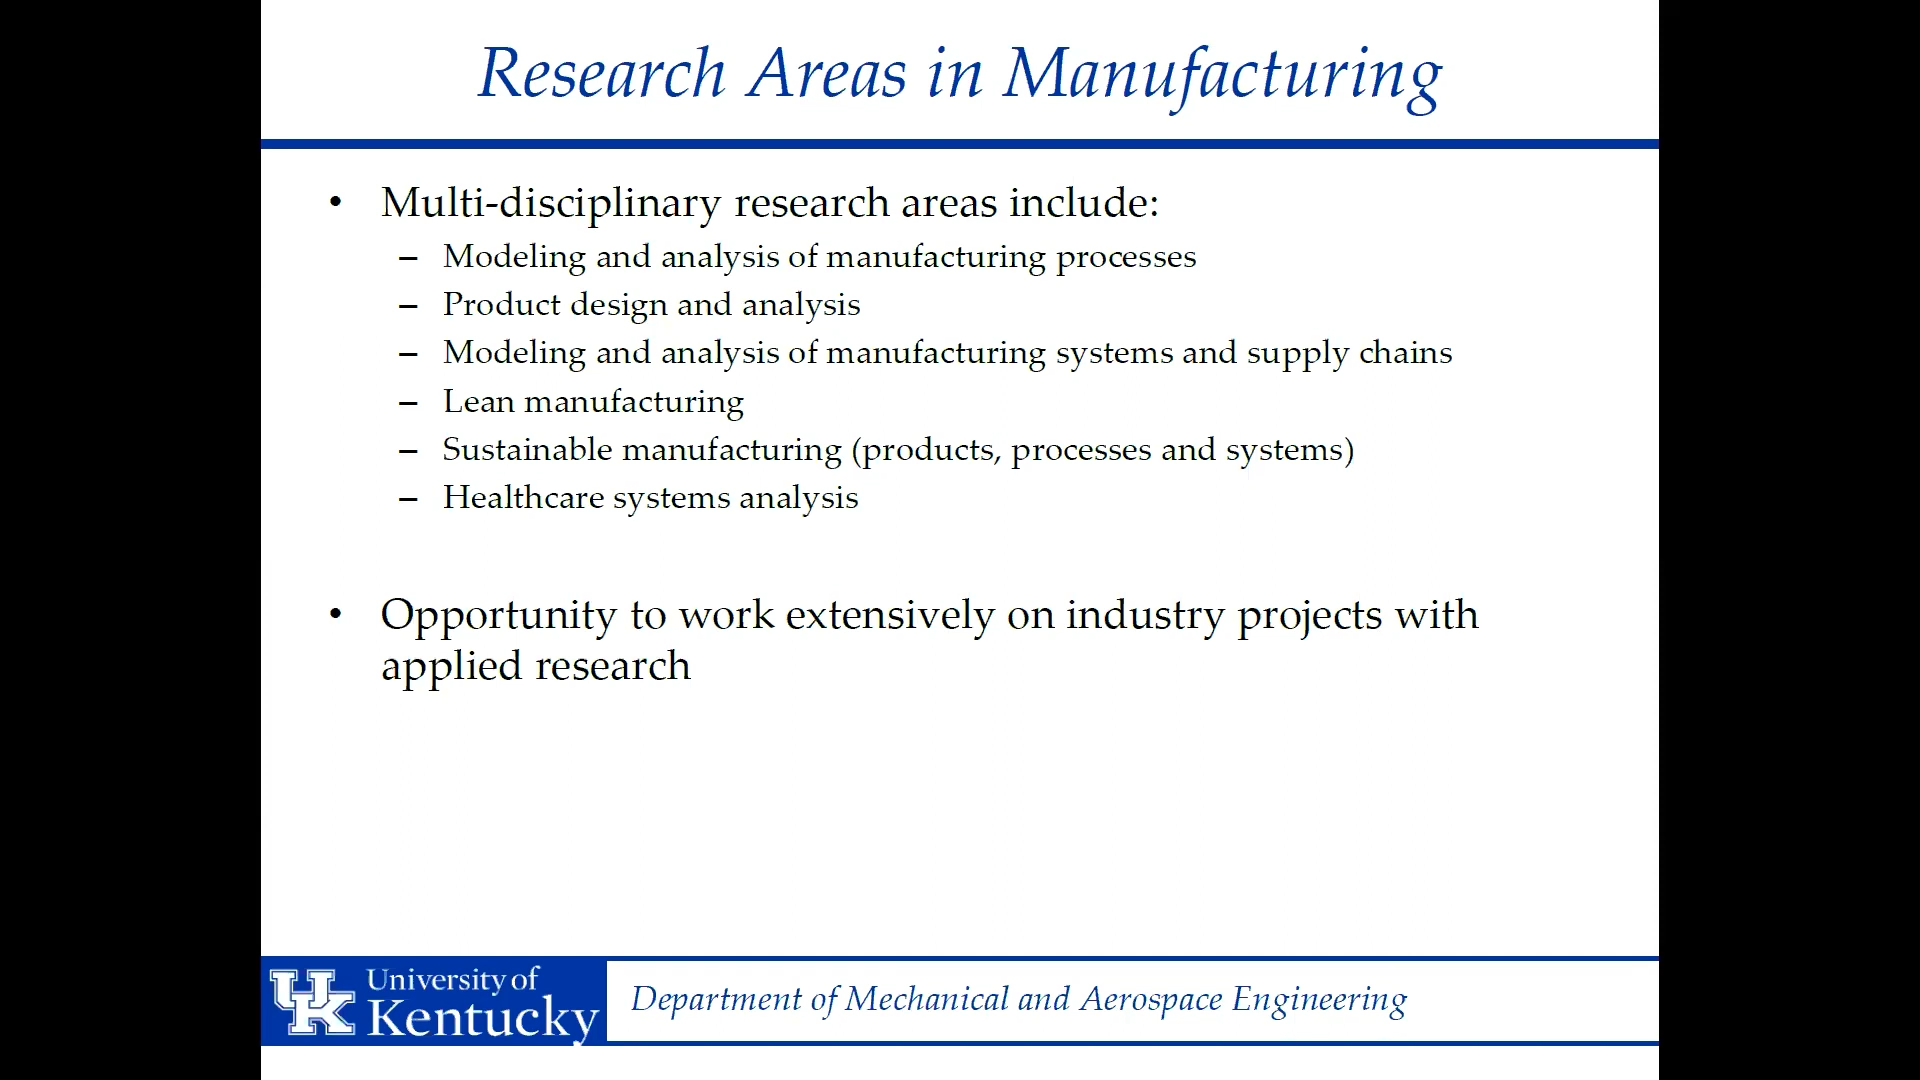 Research Areas in Manufacturing
• Multi-disciplinary research areas include:
– Modeling and analysis of manufacturing processes
– Product design and analysis
– Modeling and analysis of manufacturing systems and supply chains
– Lean manufacturing
– Sustainable manufacturing (products, processes and systems)
– Healthcare systems analysis
• Opportunity to work extensively on industry projects with
applied research
UK University of
Kentucky
Department of Mechanical and Aerospace Engineering